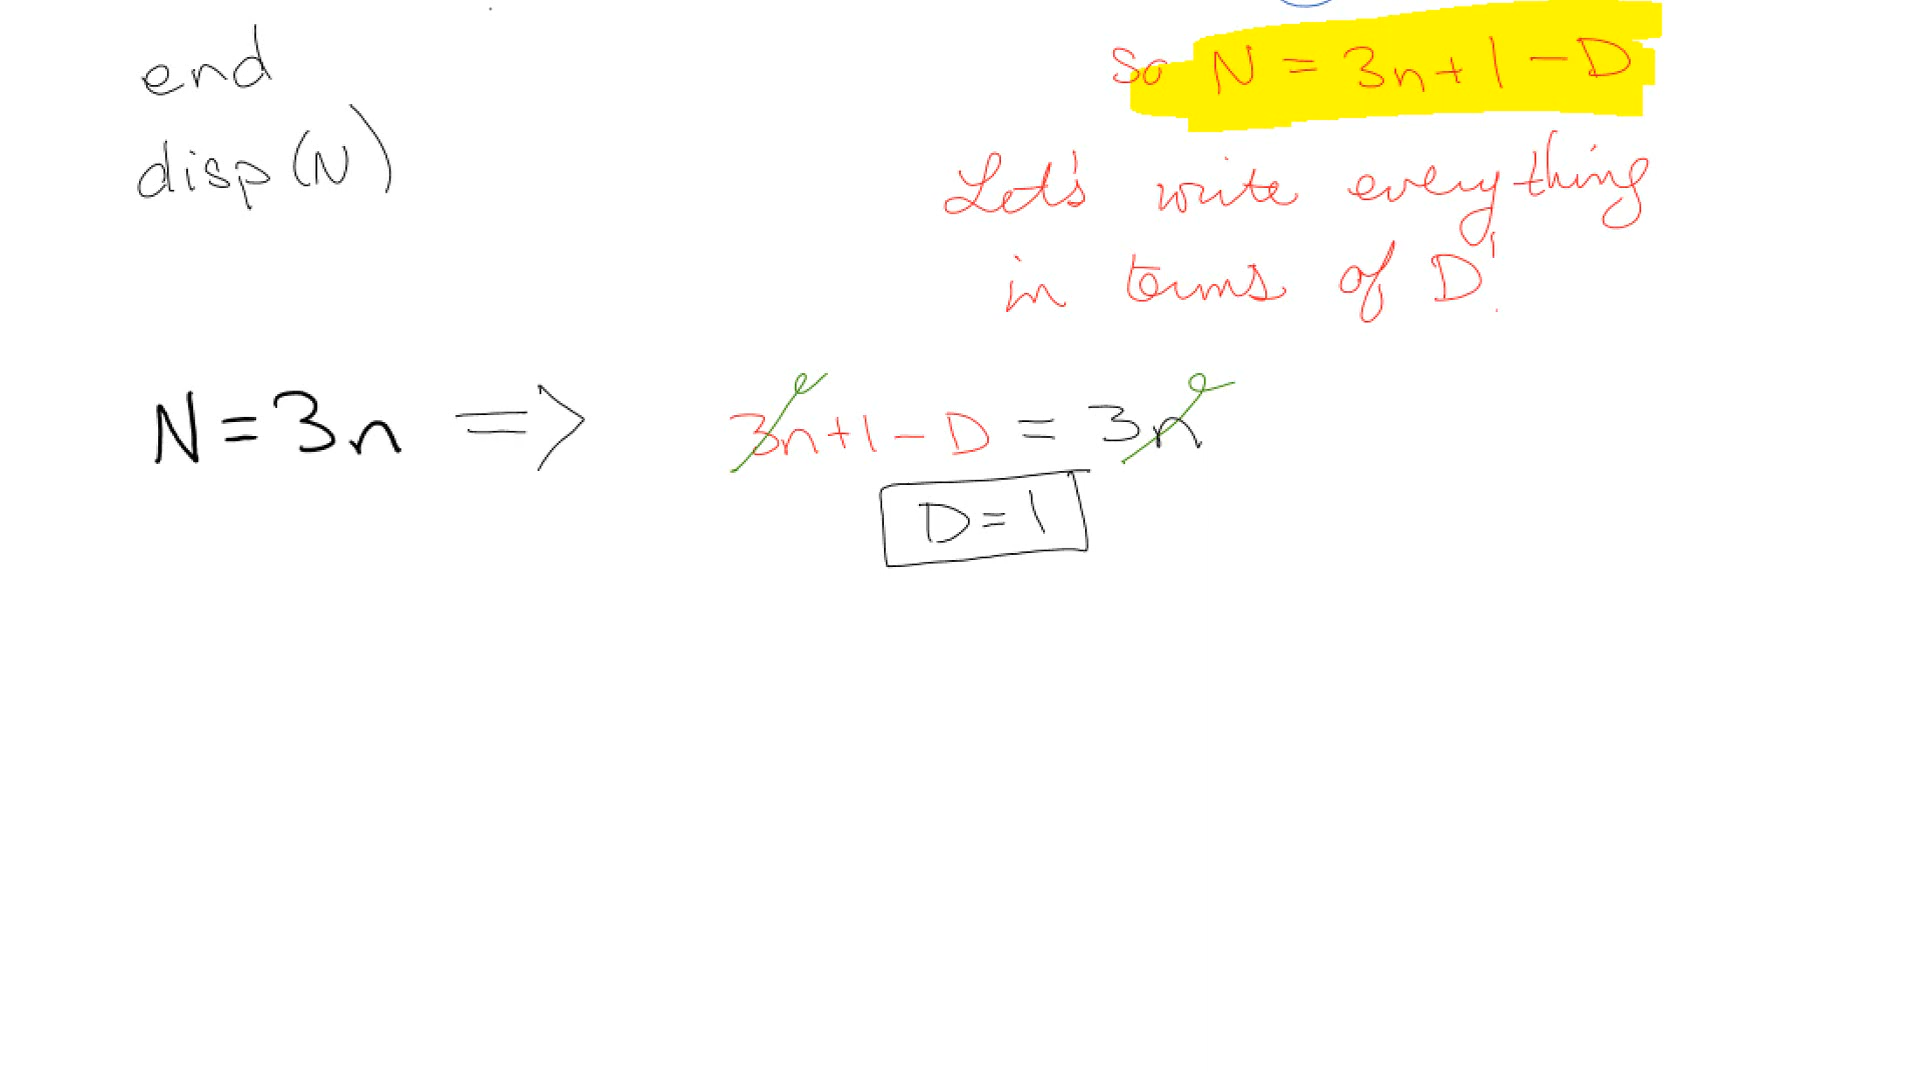 end
disp(N)
So N = 3n + 1 - D
Let's write everything
in terms of D!
N = 3n => 3n + 1 - D = 3n
D = 1